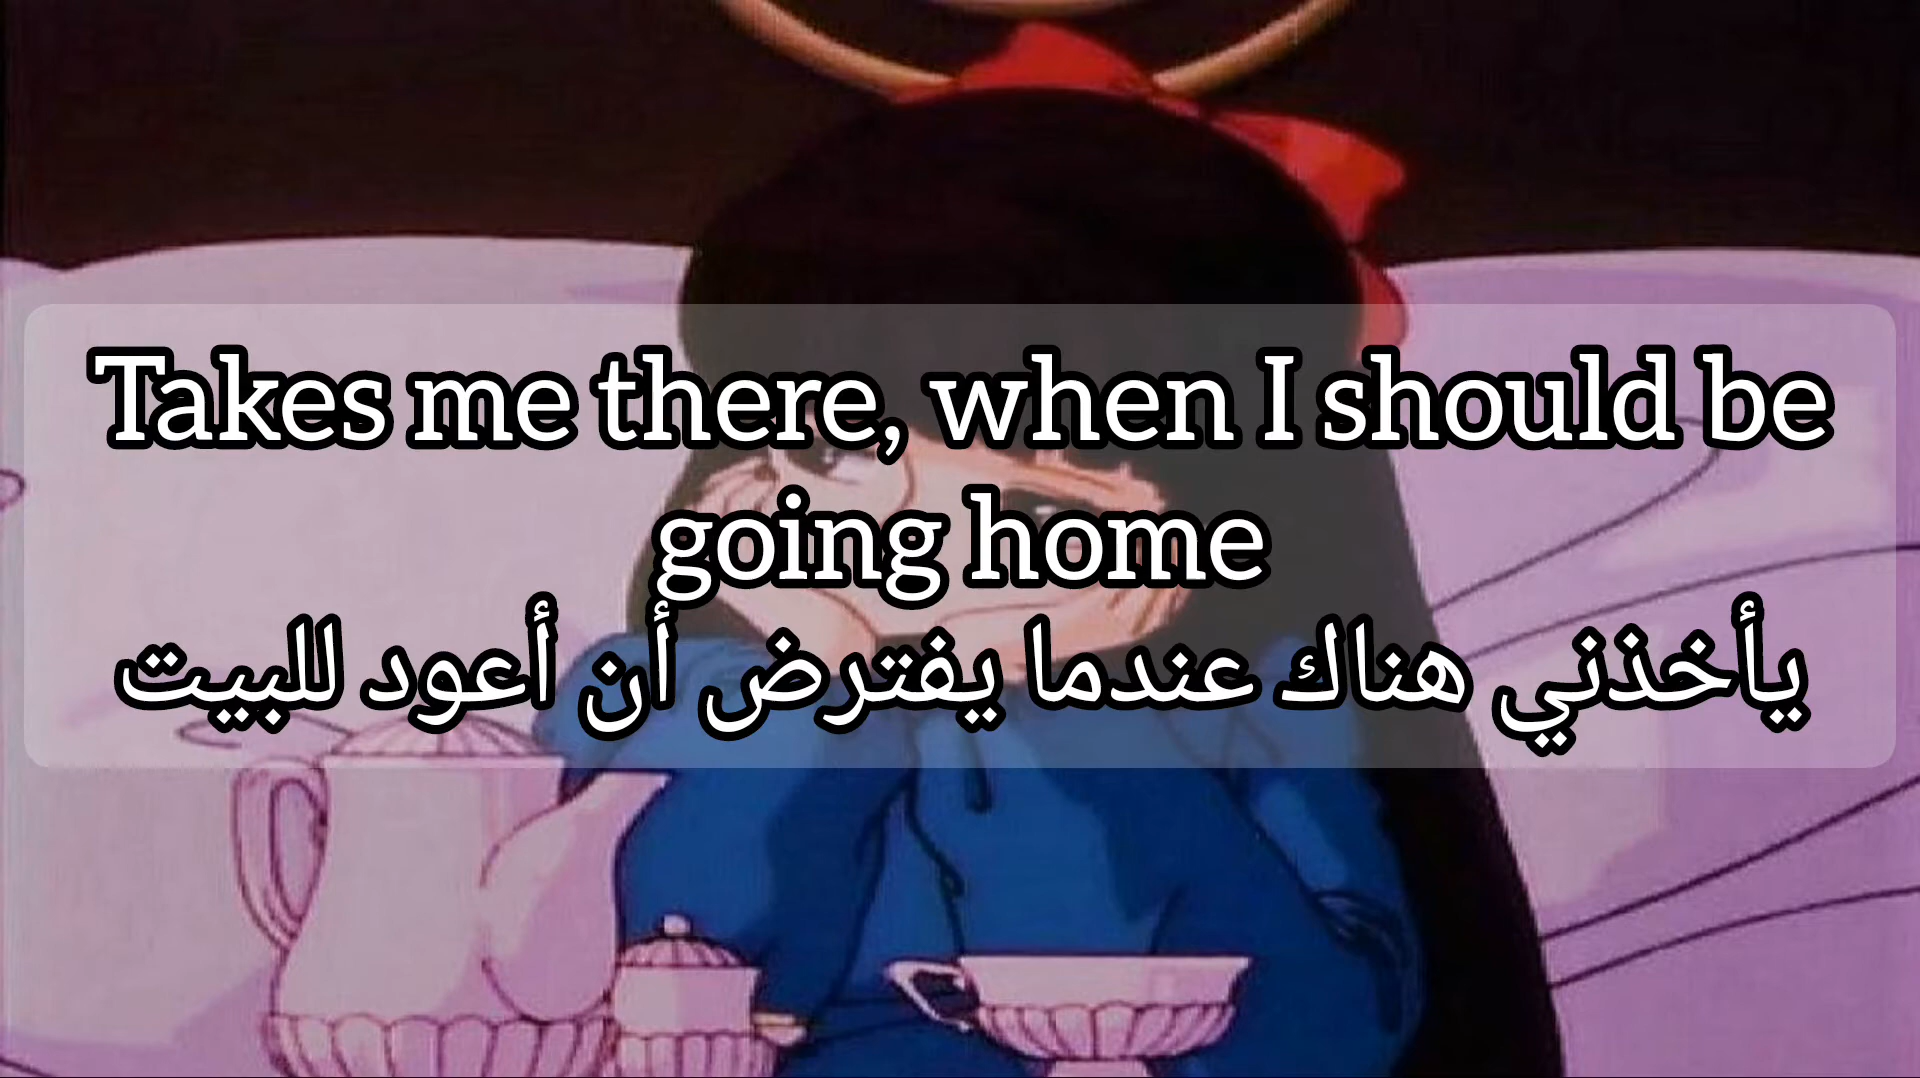 Takes me there, when I should be
going home
يأخذني هناك عندما يفترض أن أعود للبيت